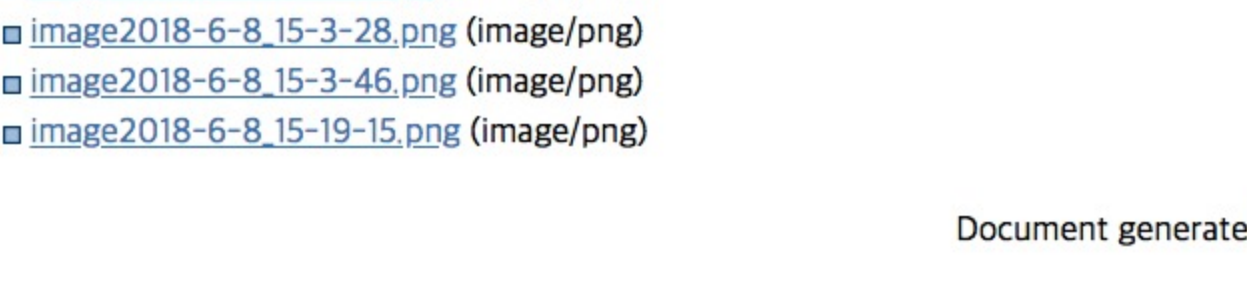 image2018-6-8_15-3-28.png (image/png)
image2018-6-8_15-3-46.png (image/png)
image2018-6-8_15-19-15.png (image/png)
Document generate